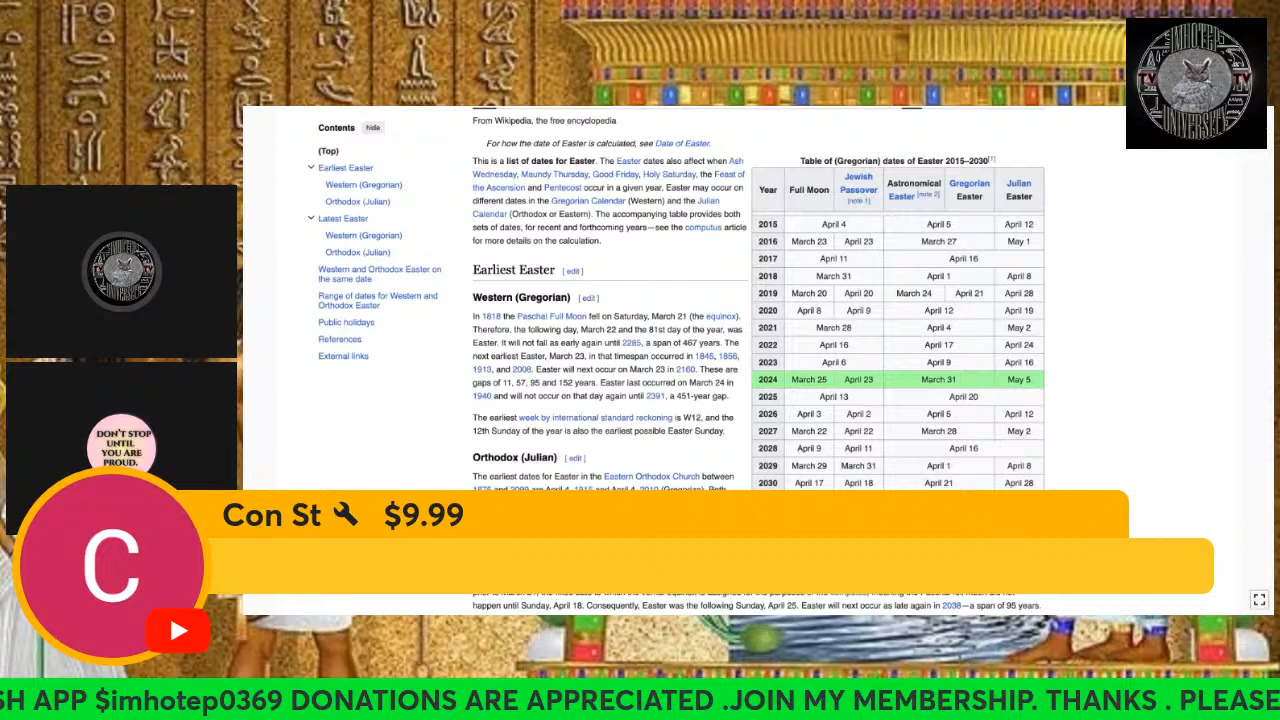 IMHOTEP
TV TV
UNIVERSITY
From Wikipedia, the free encyclopedia
Contents hide
(Top)
Earliest Easter
Western (Gregorian)
Orthodox (Julian)
Latest Easter
Western (Gregorian)
Orthodox (Julian)
Western and Orthodox Easter on
the same date
Range of dates for Western and
Orthodox Easter
Public holidays
References
External links
For how the date of Easter is calculated, see Date of Easter.
This is a list of dates for Easter. The Easter dates also affect when Ash
Wednesday, Maundy Thursday, Good Friday, Holy Saturday, the Feast of
the Ascension and Pentecost occur in a given year. Easter may occur on
different dates in the Gregorian Calendar (Western) and the Julian
Calendar (Orthodox or Eastern). The accompanying table provides both
sets of dates, for recent and forthcoming years—see the computus article
for more details on the calculation.
Earliest Easter [ edit ]
Western (Gregorian) [ edit ]
In 1818 the Paschal Full Moon fell on Saturday, March 21 (the equinox).
Therefore, the following day, March 22 and the 81st day of the year, was
Easter. It will not fall as early again until 2285, a span of 467 years. The
next earliest Easter, March 23, in that timespan occurred in 1845, 1856,
1913, and 2008. Easter will next occur on March 23 in 2160. These are
gaps of 11, 57, 95 and 152 years. Easter last occurred on March 24 in
1940 and will not occur on that day again until 2391, a 451-year gap.
The earliest week by international standard reckoning is W12, and the
12th Sunday of the year is also the earliest possible Easter Sunday.
Orthodox (Julian) [ edit ]
The earliest dates for Easter in the Eastern Orthodox Church between
1875 and 2099 are April 4, 1915 and April 4, 2010 (Gregorian). Both
Table of (Gregorian) dates of Easter 2015–2030[1]
Year Full Moon Jewish Passover [note 1] Astronomical Easter [note 2] Gregorian Easter Julian Easter
2015 April 4 April 5 April 12
2016 March 23 April 23 March 27 May 1
2017 April 11 April 16
2018 March 31 April 1 April 8
2019 March 20 April 20 March 24 April 21 April 28
2020 April 8 April 9 April 12 April 19
2021 March 28 April 4 May 2
2022 April 16 April 17 April 24
2023 April 6 April 9 April 16
2024 March 25 April 23 March 31 May 5
2025 April 13 April 20
2026 April 3 April 2 April 5 April 12
2027 March 22 April 22 March 28 May 2
2028 April 9 April 11 April 16
2029 March 29 March 31 April 1 April 8
2030 April 17 April 18 April 21 April 28
DON'T STOP
UNTIL
YOU ARE
PROUD.
Con St $9.99
C
happen until Sunday, April 18. Consequently, Easter was the following Sunday, April 25. Easter will next occur as late again in 2038—a span of 95 years.
SH APP $imhotep0369 DONATIONS ARE APPRECIATED .JOIN MY MEMBERSHIP. THANKS . PLEASE